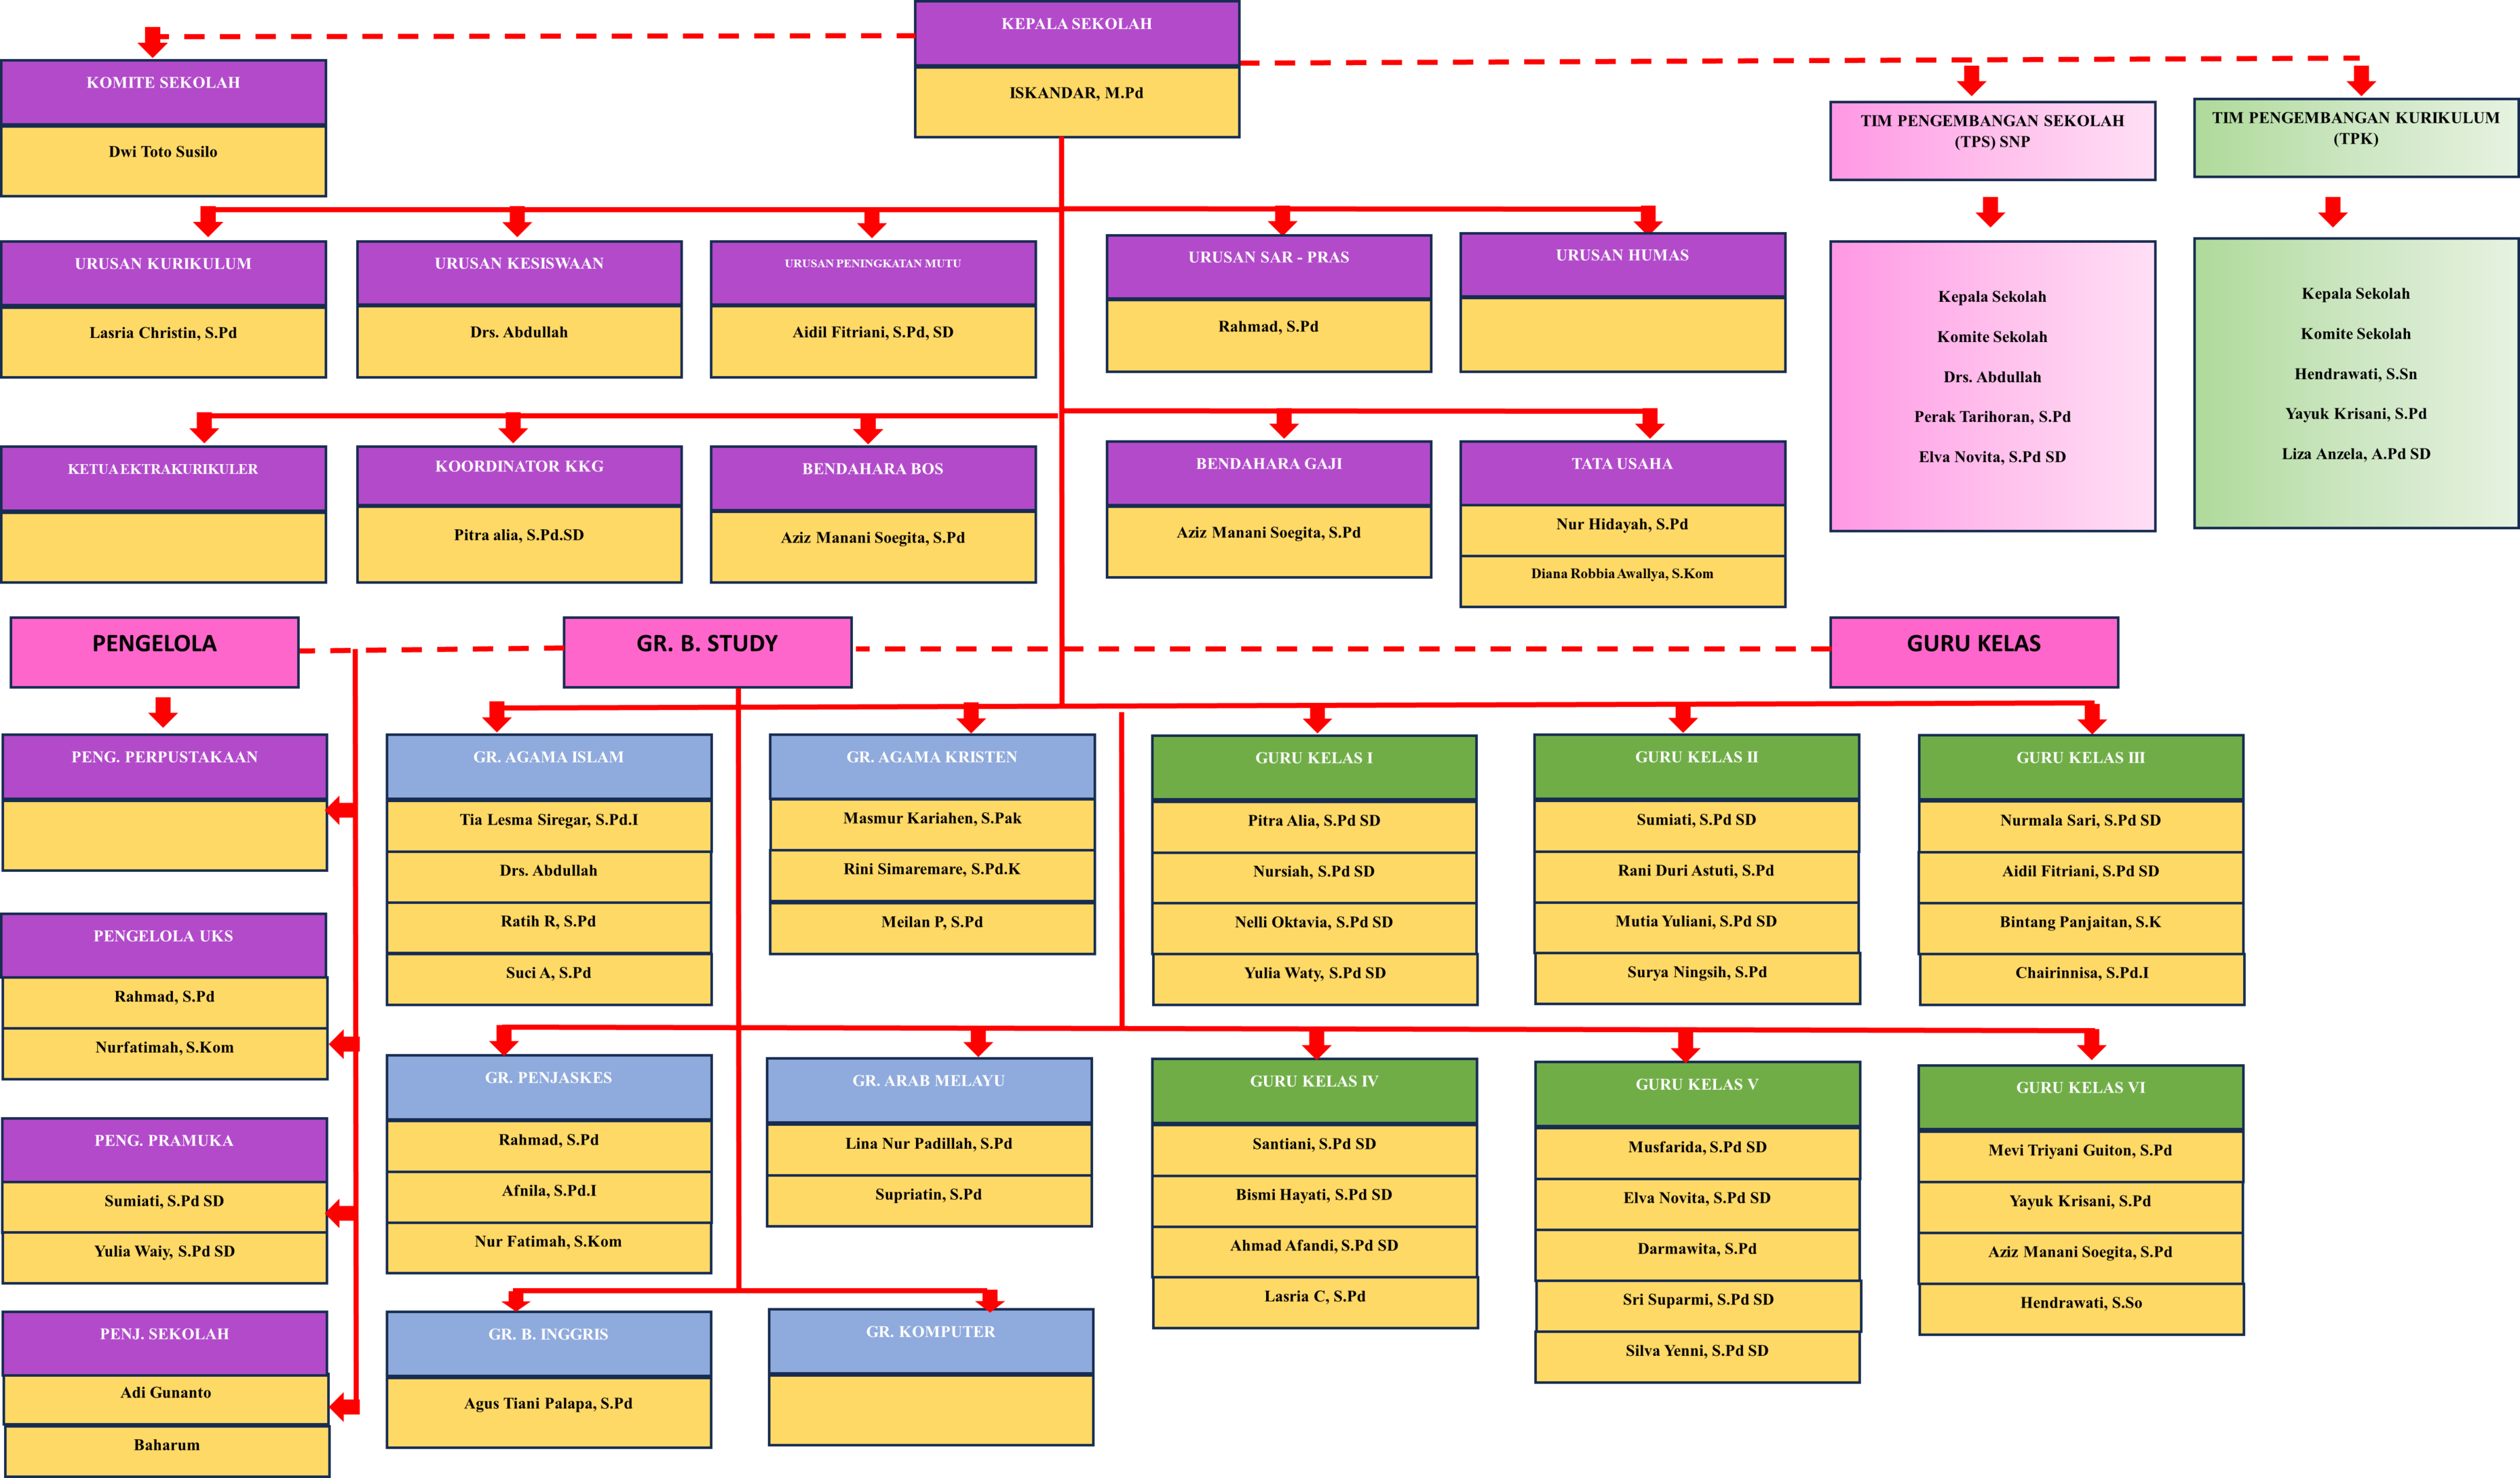 KEPALA SEKOLAH
ISKANDAR, M.Pd
KOMITE SEKOLAH
Dwi Toto Susilo
TIM PENGEMBANGAN SEKOLAH
(TPS) SNP
TIM PENGEMBANGAN KURIKULUM
(TPK)
URUSAN KURIKULUM
Lasria Christin, S.Pd
URUSAN KESISWAAN
Drs. Abdullah
URUSAN PENINGKATAN MUTU
Aidil Fitriani, S.Pd, SD
URUSAN SAR - PRAS
Rahmad, S.Pd
URUSAN HUMAS
Kepala Sekolah
Komite Sekolah
Drs. Abdullah
Perak Tarihoran, S.Pd
Elva Novita, S.Pd SD
Kepala Sekolah
Komite Sekolah
Hendrawati, S.Sn
Yayuk Krisani, S.Pd
Liza Anzela, A.Pd SD
KETUA EKTRAKURIKULER
KOORDINATOR KKG
Pitra alia, S.Pd.SD
BENDAHARA BOS
Aziz Manani Soegita, S.Pd
BENDAHARA GAJI
Aziz Manani Soegita, S.Pd
TATA USAHA
Nur Hidayah, S.Pd
Diana Robbia Awallya, S.Kom
PENGELOLA
GR. B. STUDY
GURU KELAS
PENG. PERPUSTAKAAN
PENGELOLA UKS
Rahmad, S.Pd
Nurfatimah, S.Kom
PENG. PRAMUKA
Sumiati, S.Pd SD
Yulia Waiy, S.Pd SD
PENJ. SEKOLAH
Adi Gunanto
Baharum
GR. AGAMA ISLAM
Tia Lesma Siregar, S.Pd.I
Drs. Abdullah
Ratih R, S.Pd
Suci A, S.Pd
GR. AGAMA KRISTEN
Masmur Kariahen, S.Pak
Rini Simaremare, S.Pd.K
Meilan P, S.Pd
GURU KELAS I
Pitra Alia, S.Pd SD
Nursiah, S.Pd SD
Nelli Oktavia, S.Pd SD
Yulia Waty, S.Pd SD
GURU KELAS II
Sumiati, S.Pd SD
Rani Duri Astuti, S.Pd
Mutia Yuliani, S.Pd SD
Surya Ningsih, S.Pd
GURU KELAS III
Nurmala Sari, S.Pd SD
Aidil Fitriani, S.Pd SD
Bintang Panjaitan, S.K
Chairinnisa, S.Pd.I
GR. PENJASKES
Rahmad, S.Pd
Afnila, S.Pd.I
Nur Fatimah, S.Kom
GR. ARAB MELAYU
Lina Nur Padillah, S.Pd
Supriatin, S.Pd
GURU KELAS IV
Santiani, S.Pd SD
Bismi Hayati, S.Pd SD
Ahmad Afandi, S.Pd SD
Lasria C, S.Pd
GURU KELAS V
Musfarida, S.Pd SD
Elva Novita, S.Pd SD
Darmawita, S.Pd
Sri Suparmi, S.Pd SD
Silva Yenni, S.Pd SD
GURU KELAS VI
Mevi Triyani Guiton, S.Pd
Yayuk Krisani, S.Pd
Aziz Manani Soegita, S.Pd
Hendrawati, S.So
GR. B. INGGRIS
Agus Tiani Palapa, S.Pd
GR. KOMPUTER